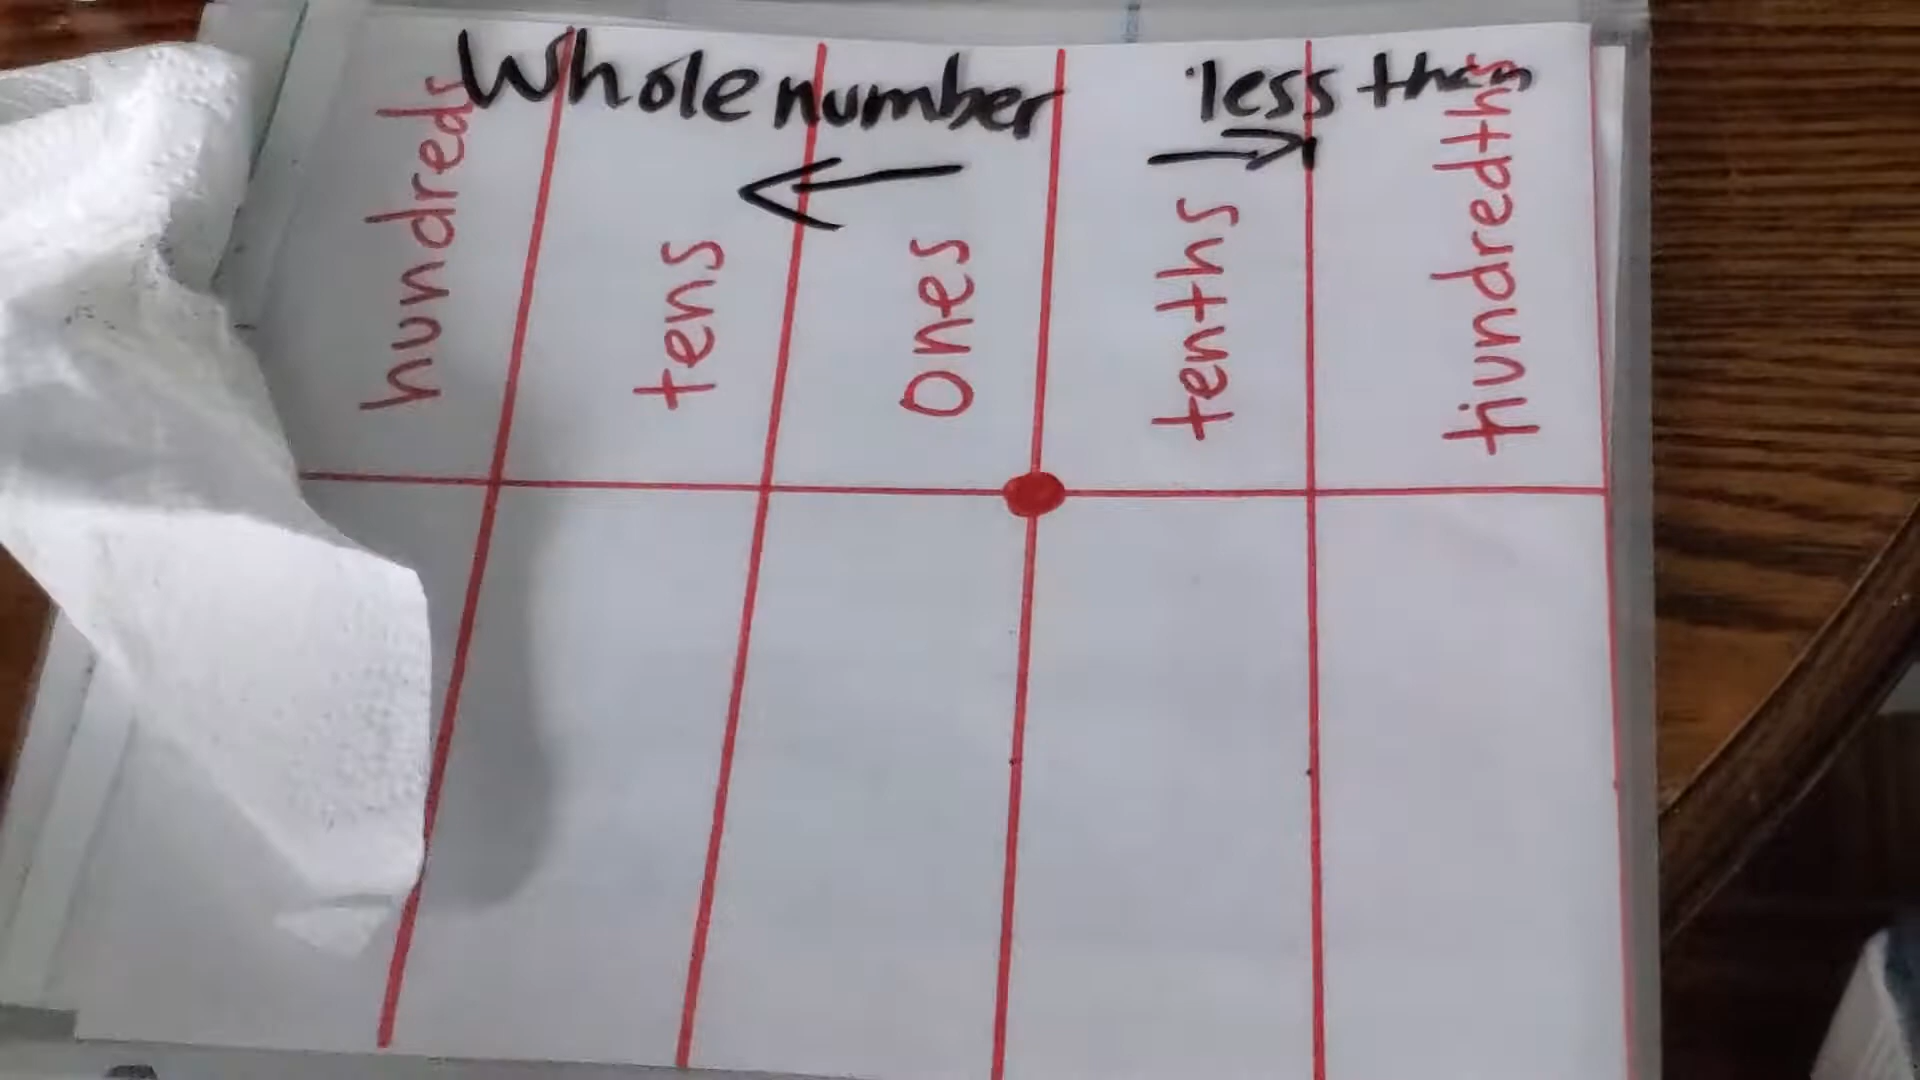 Whole number less than
hundreds
tens
ones
tenths
hundredths